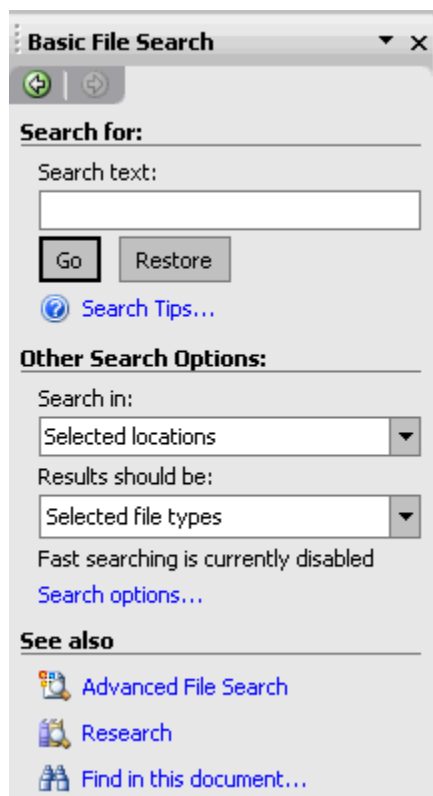 Basic File Search
Search for:
Search text:
Go Restore
Search Tips...
Other Search Options:
Search in:
Selected locations
Results should be:
Selected file types
Fast searching is currently disabled
Search options...
See also
Advanced File Search
Research
Find in this document...